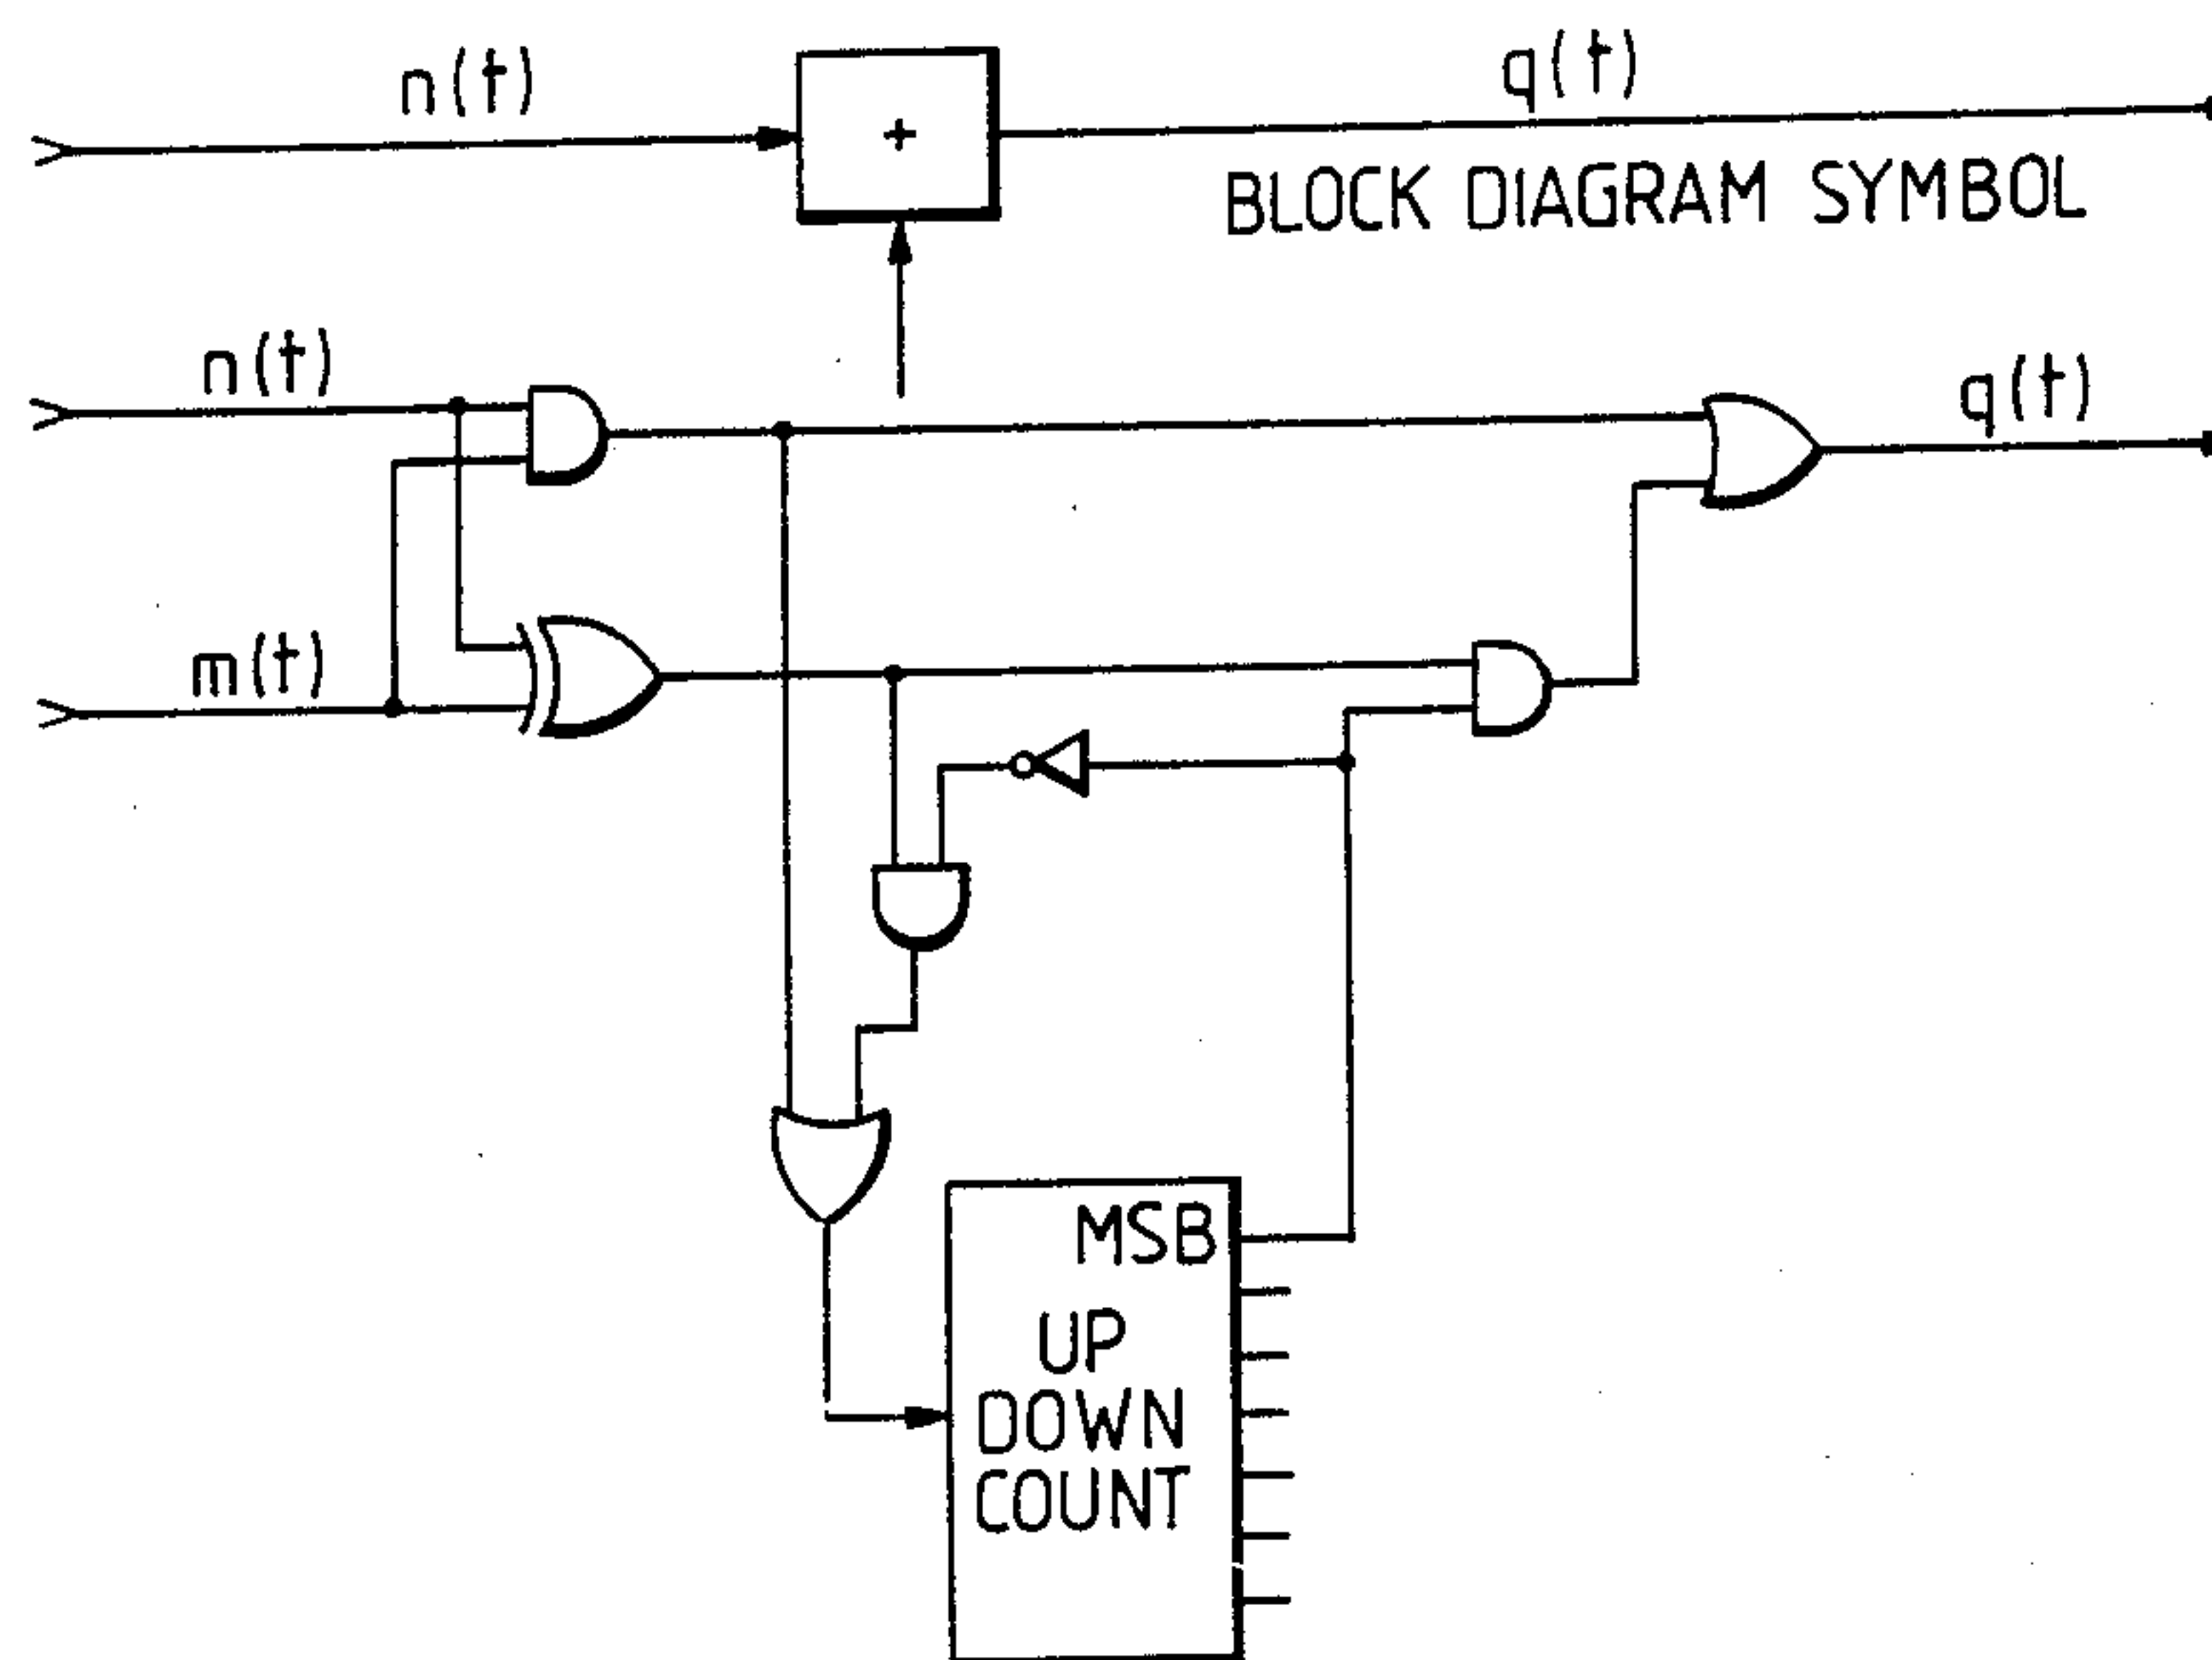 n(t)
q(t)
+
BLOCK DIAGRAM SYMBOL
n(t)
q(t)
m(t)
MSB
UP
DOWN
COUNT